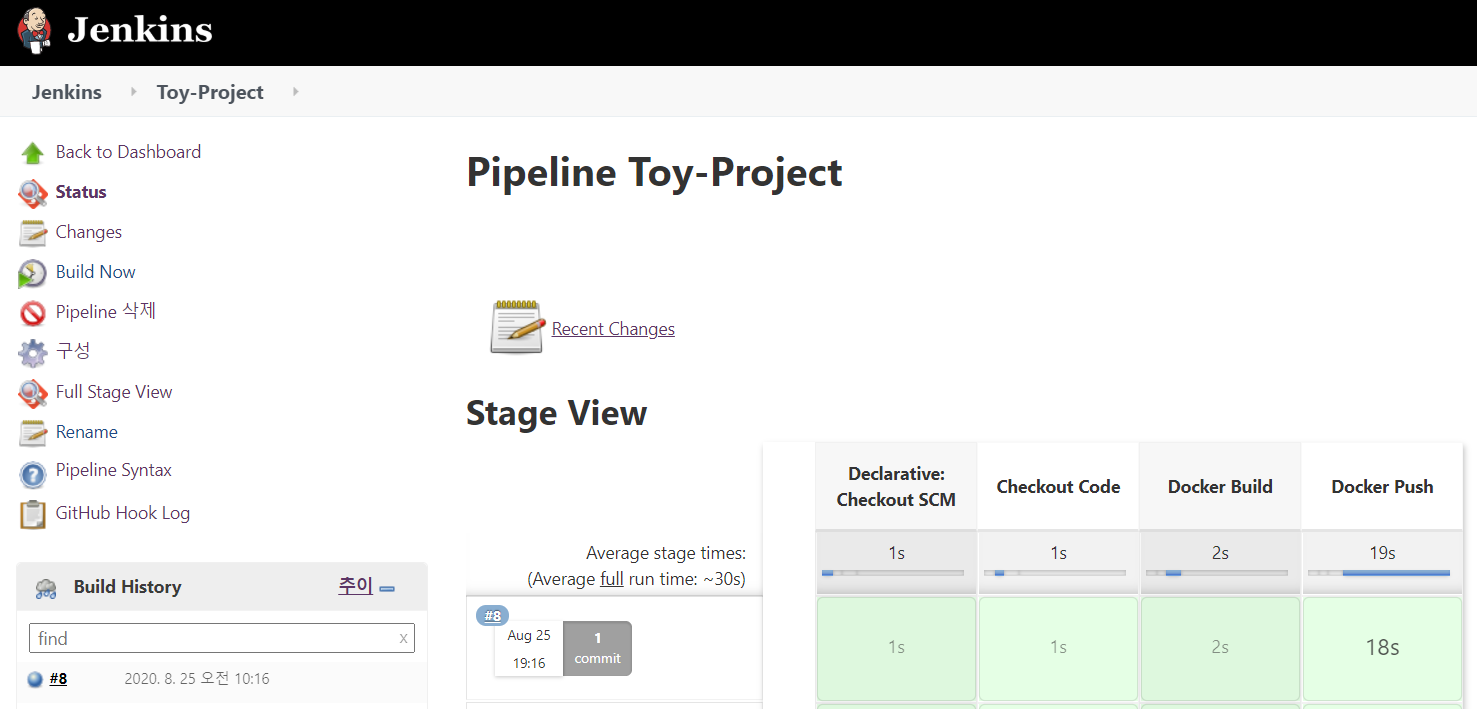 Jenkins
Jenkins
Toy-Project
Back to Dashboard
Status
Changes
Build Now
Pipeline 삭제
구성
Full Stage View
Rename
Pipeline Syntax
GitHub Hook Log
Build History
추이
find
x
#8
2020. 8. 25 오전 10:16
Pipeline Toy-Project
Recent Changes
Stage View
Declarative:
Checkout SCM
Checkout Code
Docker Build
Docker Push
Average stage times:
(Average full run time: ~30s)
1s
1s
2s
19s
#8
Aug 25
19:16
1
commit
1s
1s
2s
18s